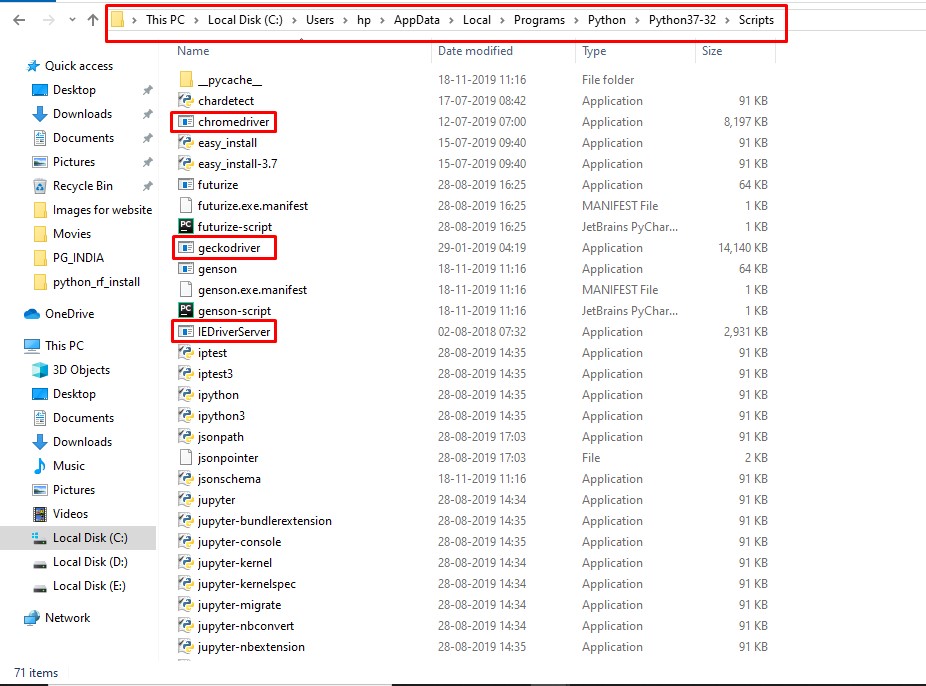 This PC > Local Disk (C:) > Users > hp > AppData > Local > Programs > Python > Python37-32 > Scripts
Name Date modified Type Size
Quick access
Desktop
Downloads
Documents
Pictures
Recycle Bin
Images for website
Movies
PG_INDIA
python_rf_install
OneDrive
This PC
3D Objects
Desktop
Documents
Downloads
Music
Pictures
Videos
Local Disk (C:)
Local Disk (D:)
Local Disk (E:)
Network
__pycache__ 18-11-2019 11:16 File folder
chardetect 17-07-2019 08:42 Application 91 KB
chromedriver 12-07-2019 07:00 Application 8,197 KB
easy_install 15-07-2019 09:40 Application 91 KB
easy_install-3.7 15-07-2019 09:40 Application 91 KB
futurize 28-08-2019 16:25 Application 64 KB
futurize.exe.manifest 28-08-2019 16:25 MANIFEST File 1 KB
futurize-script 28-08-2019 16:25 JetBrains PyChar... 1 KB
geckodriver 29-01-2019 04:19 Application 14,140 KB
genson 18-11-2019 11:16 Application 64 KB
genson.exe.manifest 18-11-2019 11:16 MANIFEST File 1 KB
genson-script 18-11-2019 11:16 JetBrains PyChar... 1 KB
IEDriverServer 02-08-2018 07:32 Application 2,931 KB
iptest 28-08-2019 14:35 Application 91 KB
iptest3 28-08-2019 14:35 Application 91 KB
ipython 28-08-2019 14:35 Application 91 KB
ipython3 28-08-2019 14:35 Application 91 KB
jsonpath 28-08-2019 17:03 Application 91 KB
jsonpointer 28-08-2019 17:03 File 2 KB
jsonschema 18-11-2019 11:16 Application 91 KB
jupyter 28-08-2019 14:34 Application 91 KB
jupyter-bundlerextension 28-08-2019 14:35 Application 91 KB
jupyter-console 28-08-2019 14:35 Application 91 KB
jupyter-kernel 28-08-2019 14:34 Application 91 KB
jupyter-kernelspec 28-08-2019 14:34 Application 91 KB
jupyter-migrate 28-08-2019 14:34 Application 91 KB
jupyter-nbconvert 28-08-2019 14:34 Application 91 KB
jupyter-nbextension 28-08-2019 14:35 Application 91 KB
71 items